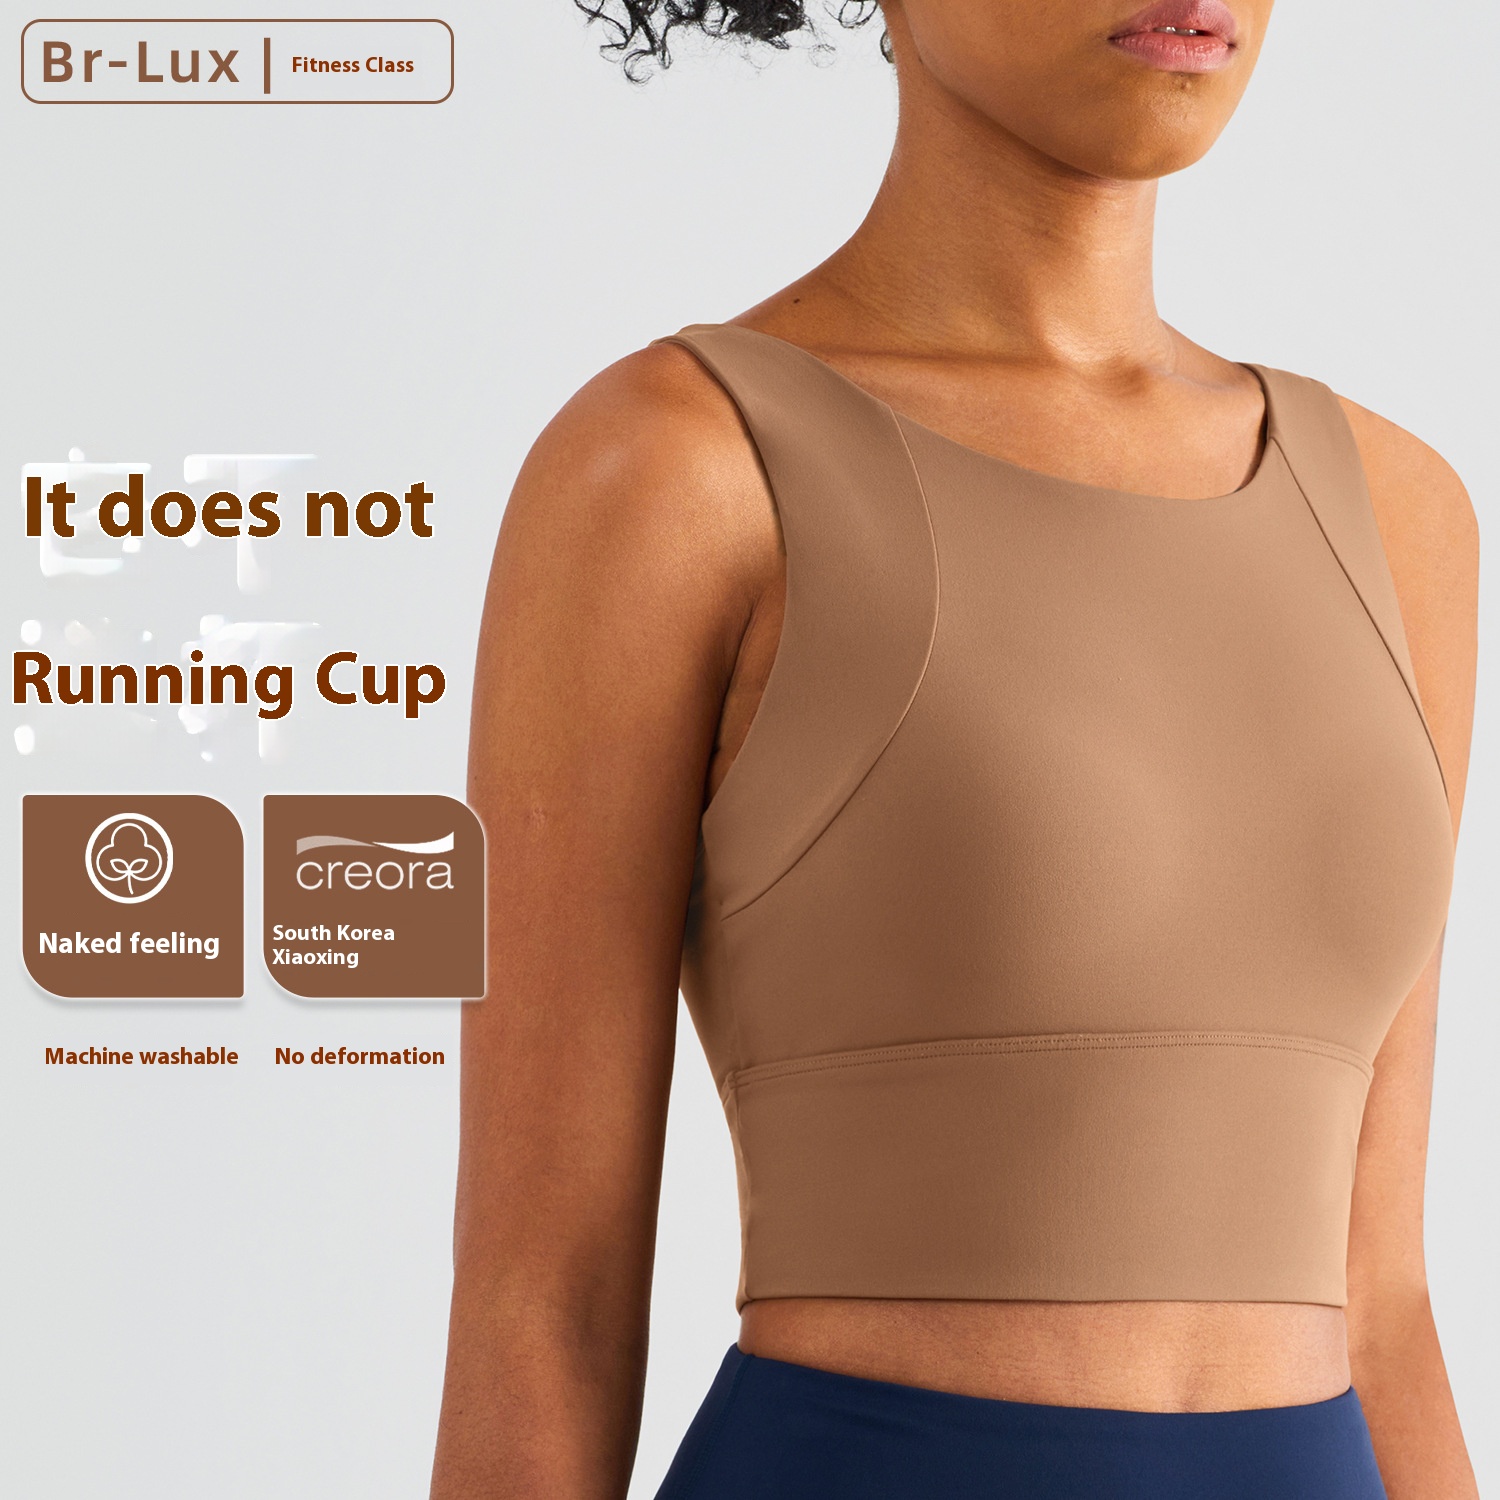 Br-Lux | Fitness Class
It does not
Running Cup
creora
Naked feeling
South Korea
Xiaoxing
Machine washable
No deformation